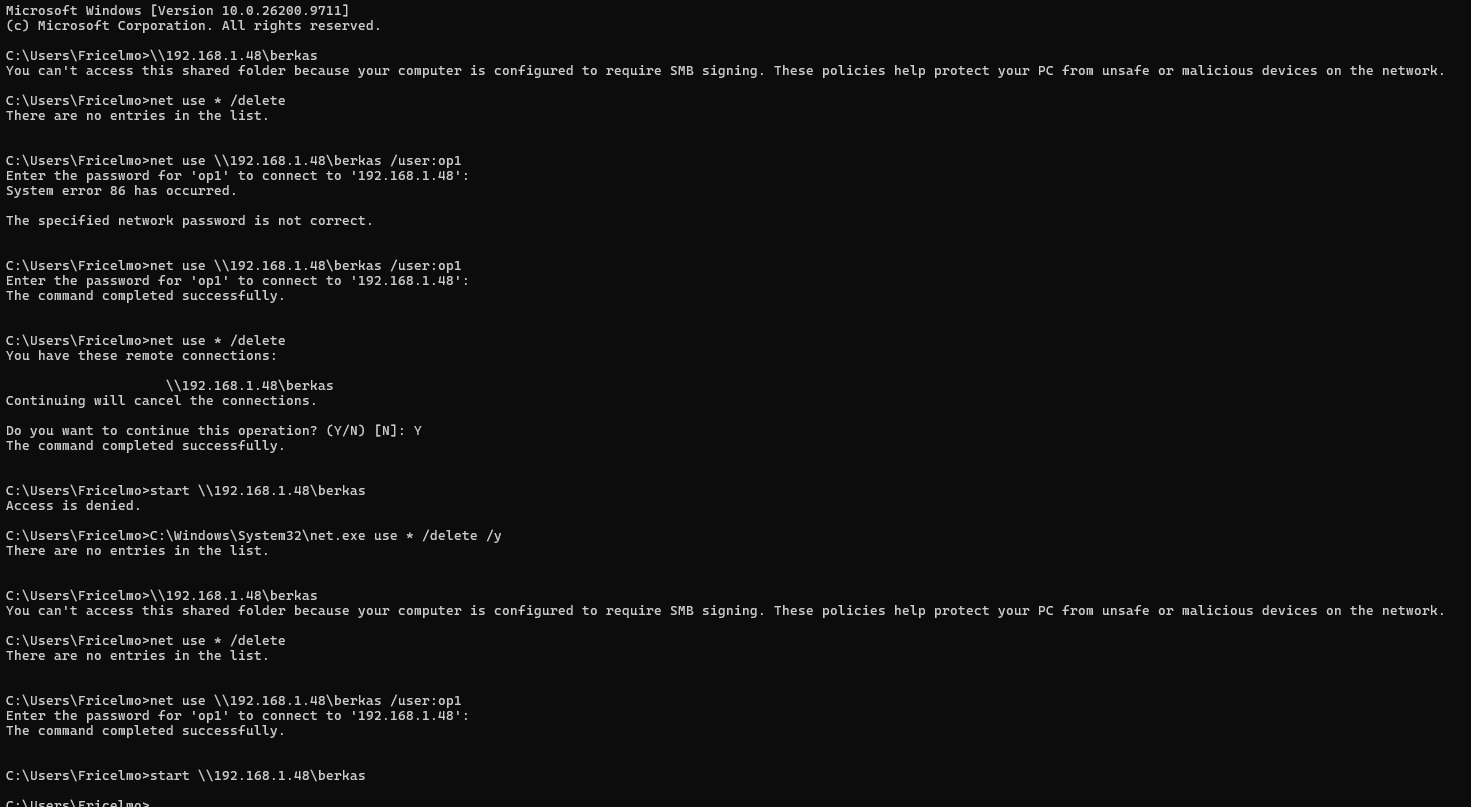 Microsoft Windows [Version 10.0.26200.9711]
(c) Microsoft Corporation. All rights reserved.
C:\Users\Fricelmo>\\192.168.1.48\berkas
You can't access this shared folder because your computer is configured to require SMB signing. These policies help protect your PC from unsafe or malicious devices on the network.
C:\Users\Fricelmo>net use * /delete
There are no entries in the list.
C:\Users\Fricelmo>net use \\192.168.1.48\berkas /user:op1
Enter the password for 'op1' to connect to '192.168.1.48':
System error 86 has occurred.
The specified network password is not correct.
C:\Users\Fricelmo>net use \\192.168.1.48\berkas /user:op1
Enter the password for 'op1' to connect to '192.168.1.48':
The command completed successfully.
C:\Users\Fricelmo>net use * /delete
You have these remote connections:
\\192.168.1.48\berkas
Continuing will cancel the connections.
Do you want to continue this operation? (Y/N) [N]: Y
The command completed successfully.
C:\Users\Fricelmo>start \\192.168.1.48\berkas
Access is denied.
C:\Users\Fricelmo>C:\Windows\System32\net.exe use * /delete /y
There are no entries in the list.
C:\Users\Fricelmo>\\192.168.1.48\berkas
You can't access this shared folder because your computer is configured to require SMB signing. These policies help protect your PC from unsafe or malicious devices on the network.
C:\Users\Fricelmo>net use * /delete
There are no entries in the list.
C:\Users\Fricelmo>net use \\192.168.1.48\berkas /user:op1
Enter the password for 'op1' to connect to '192.168.1.48':
The command completed successfully.
C:\Users\Fricelmo>start \\192.168.1.48\berkas
C:\Users\Fricelmo>